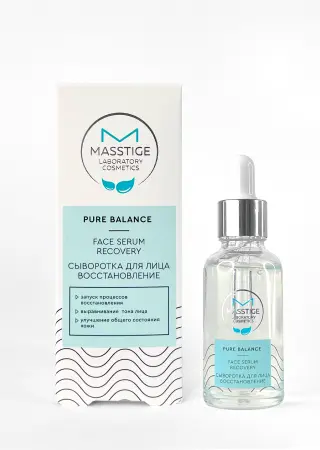 MASSTIGE
LABORATORY
COSMETICS
PURE BALANCE
FACE SERUM
RECOVERY
СЫВОРОТКА ДЛЯ ЛИЦА
ВОССТАНОВЛЕНИЕ
запуск процессов
восстановления
выравнивание тона лица
улучшение общего состояния
кожи
MASSTIGE
LABORATORY
COSMETICS
PURE BALANCE
FACE SERUM
RECOVERY
СЫВОРОТКА ДЛЯ ЛИЦА
ВОССТАНОВЛЕНИЕ